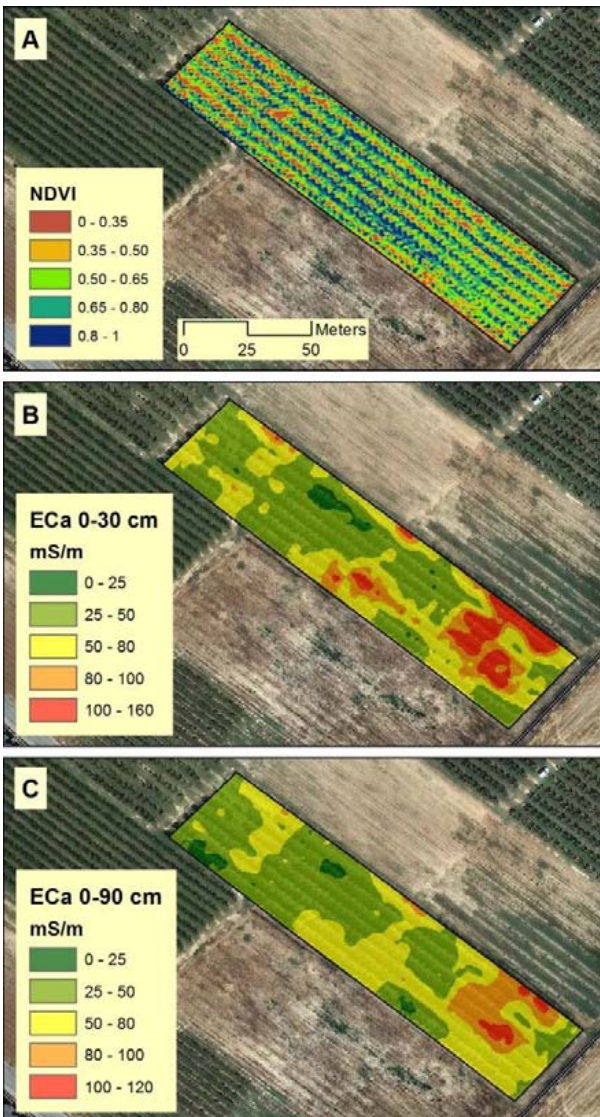 A
NDVI
0 - 0.35
0.35 - 0.50
0.50 - 0.65
0.65 - 0.80
0.8 - 1
Meters
0 25 50
B
ECa 0-30 cm
mS/m
0 - 25
25 - 50
50 - 80
80 - 100
100 - 160
C
ECa 0-90 cm
mS/m
0 - 25
25 - 50
50 - 80
80 - 100
100 - 120